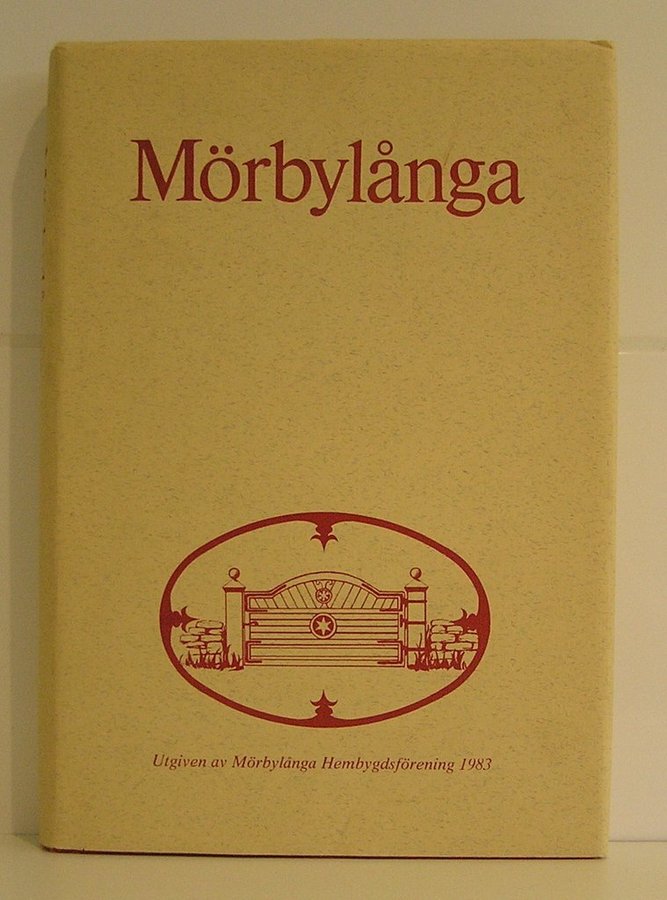 Mörbylånga
Utgiven av Mörbylånga Hembygdsförening 1983